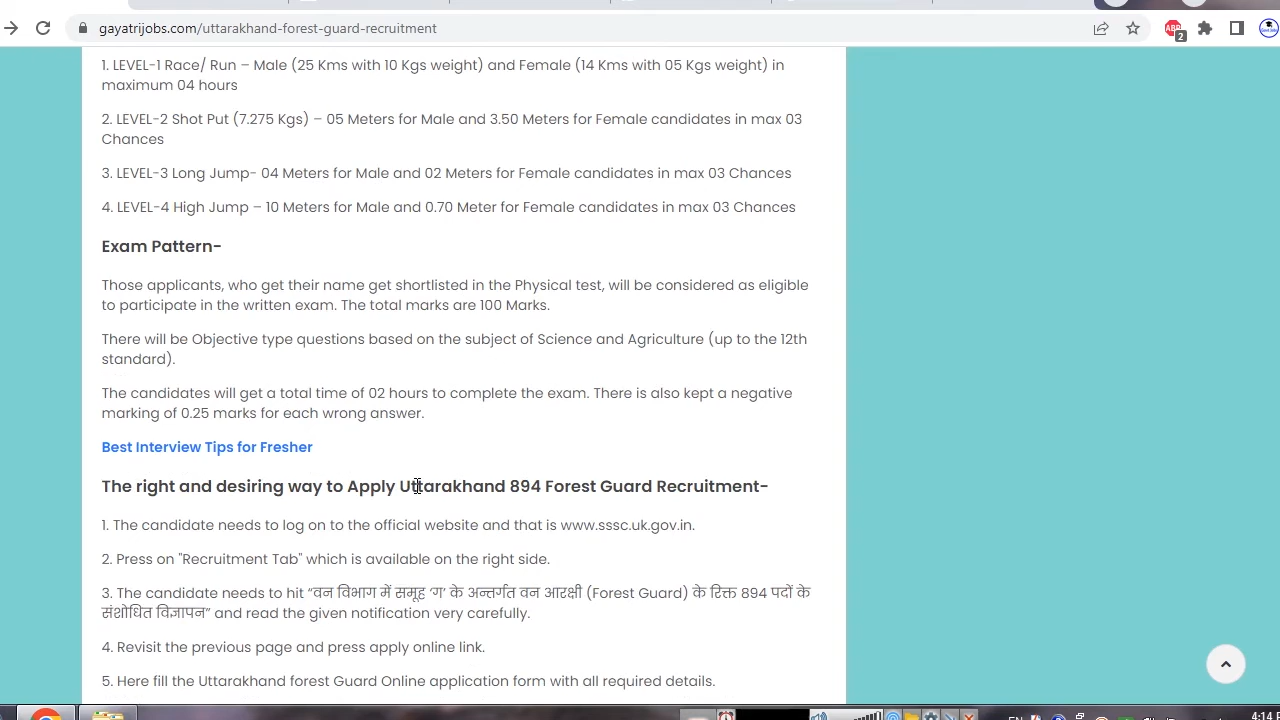 gayatrijobs.com/uttarakhand-forest-guard-recruitment
ABP
2
1. LEVEL-1 Race/ Run – Male (25 Kms with 10 Kgs weight) and Female (14 Kms with 05 Kgs weight) in
maximum 04 hours
2. LEVEL-2 Shot Put (7.275 Kgs) – 05 Meters for Male and 3.50 Meters for Female candidates in max 03
Chances
3. LEVEL-3 Long Jump- 04 Meters for Male and 02 Meters for Female candidates in max 03 Chances
4. LEVEL-4 High Jump – 10 Meters for Male and 0.70 Meter for Female candidates in max 03 Chances
Exam Pattern-
Those applicants, who get their name get shortlisted in the Physical test, will be considered as eligible
to participate in the written exam. The total marks are 100 Marks.
There will be Objective type questions based on the subject of Science and Agriculture (up to the 12th
standard).
The candidates will get a total time of 02 hours to complete the exam. There is also kept a negative
marking of 0.25 marks for each wrong answer.
Best Interview Tips for Fresher
The right and desiring way to Apply Uttarakhand 894 Forest Guard Recruitment-
1. The candidate needs to log on to the official website and that is www.sssc.uk.gov.in.
2. Press on "Recruitment Tab" which is available on the right side.
3. The candidate needs to hit “वन विभाग में समूह ‘ग’ के अन्तर्गत वन आरक्षी (Forest Guard) के रिक्त 894 पदों के
संशोधित विज्ञापन” and read the given notification very carefully.
4. Revisit the previous page and press apply online link.
5. Here fill the Uttarakhand forest Guard Online application form with all required details.
EN
4:14 P